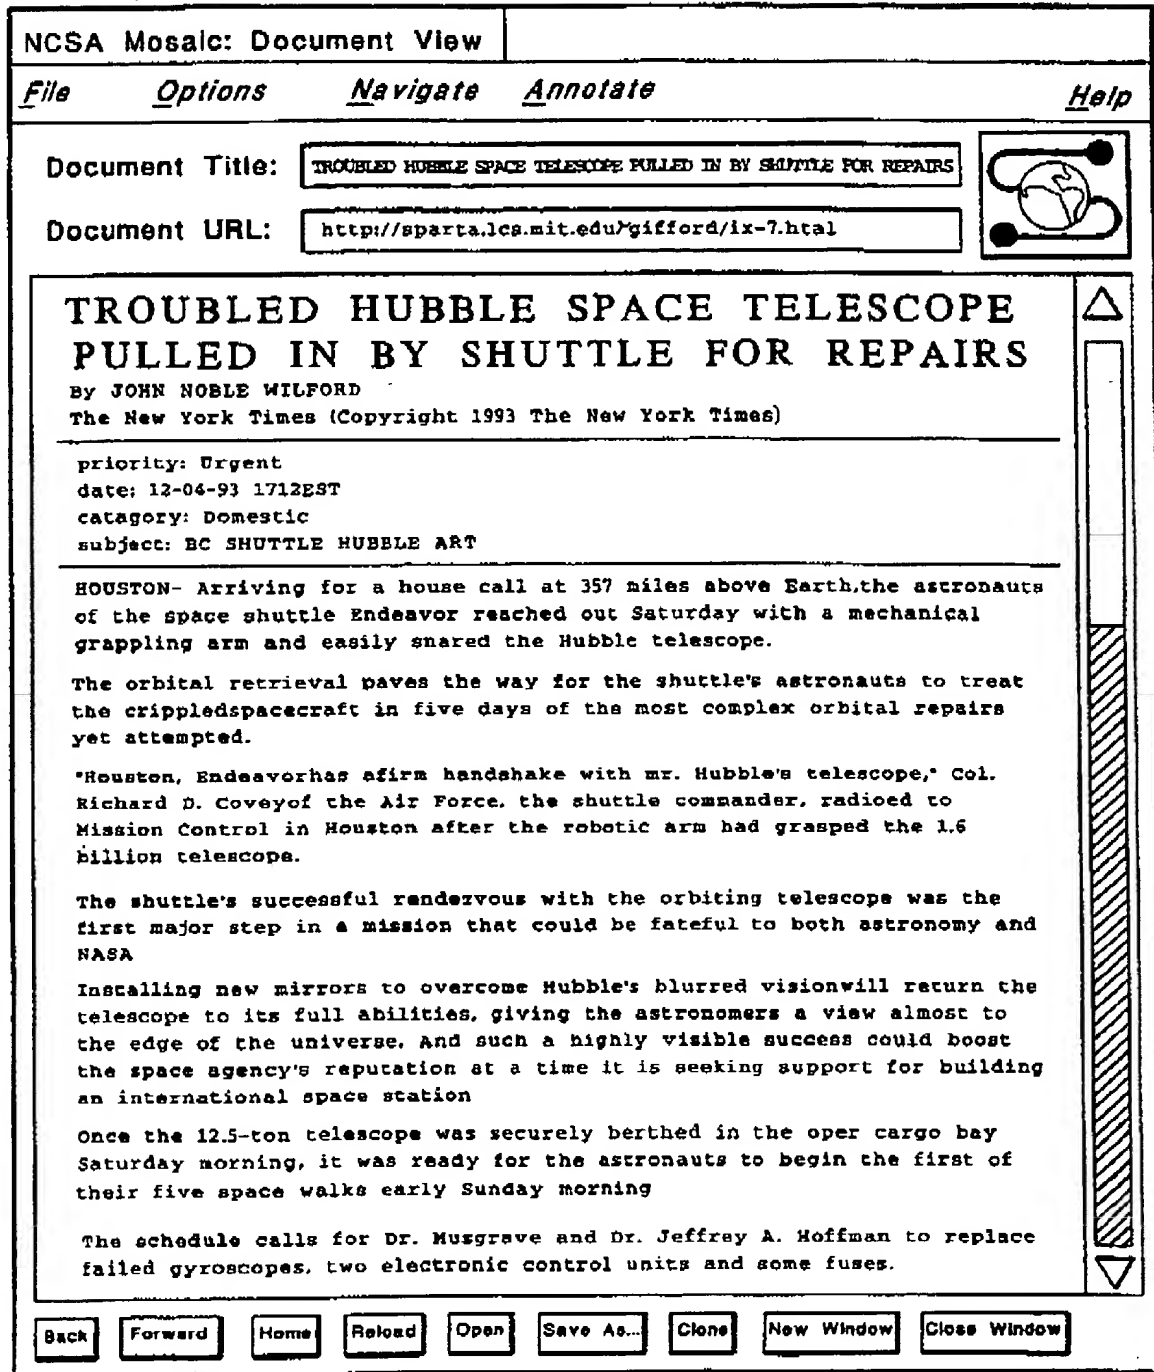 NCSA Mosaic: Document View
File Options Navigate Annotate Help
Document Title: TROUBLED HUBBLE SPACE TELESCOPE PULLED IN BY SHUTTLE FOR REPAIRS
Document URL: http://sparta.lcs.mit.edu/~gifford/ix-7.htal
TROUBLED HUBBLE SPACE TELESCOPE
PULLED IN BY SHUTTLE FOR REPAIRS
By JOHN NOBLE WILFORD
The New York Times (Copyright 1993 The New York Times)
priority: Urgent
date: 12-04-93 1712EST
catagory: Domestic
subject: BC SHUTTLE HUBBLE ART
HOUSTON- Arriving for a house call at 357 miles above Earth,the astronauts
of the space shuttle Endeavor reached out Saturday with a mechanical
grappling arm and easily snared the Hubble telescope.
The orbital retrieval paves the way for the shuttle's astronauts to treat
the crippledspacecraft in five days of the most complex orbital repairs
yet attempted.
"Houston, Endeavorhas afirm handshake with mr. Hubble's telescope," Col.
Richard D. Coveyof the Air Force, the shuttle commander, radioed to
Mission Control in Houston after the robotic arm had grasped the 1.6
billion telescope.
The shuttle's successful rendezvous with the orbiting telescope was the
first major step in a mission that could be fateful to both astronomy and
NASA
Installing new mirrors to overcome Hubble's blurred visionwill return the
telescope to its full abilities, giving the astronomers a view almost to
the edge of the universe. And such a highly visible success could boost
the space agency's reputation at a time it is seeking support for building
an international space station
Once the 12.5-ton telescope was securely berthed in the oper cargo bay
Saturday morning, it was ready for the astronauts to begin the first of
their five space walks early Sunday morning
The schedule calls for Dr. Musgrave and Dr. Jeffrey A. Hoffman to replace
failed gyroscopes, two electronic control units and some fuses.
Back Forward Home Reload Open Save As... Clone New Window Close Window